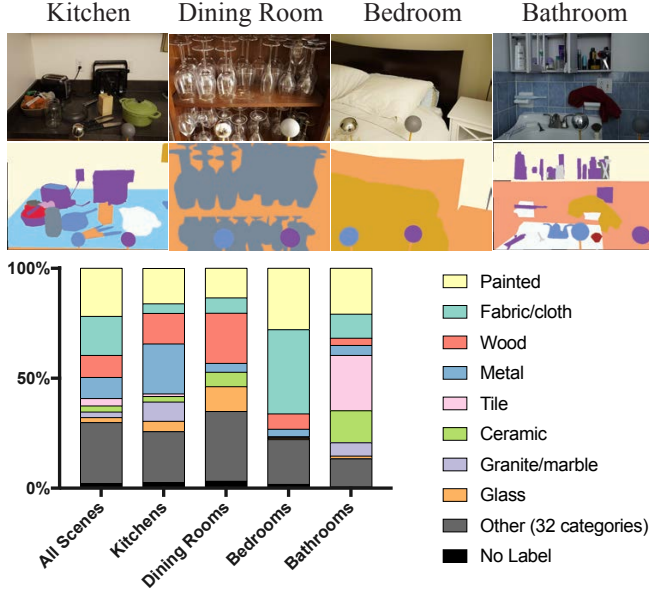 Kitchen
Dining Room
Bedroom
Bathroom
100%
50%
0%
All Scenes
Kitchens
Dining Rooms
Bedrooms
Bathrooms
Painted
Fabric/cloth
Wood
Metal
Tile
Ceramic
Granite/marble
Glass
Other (32 categories)
No Label